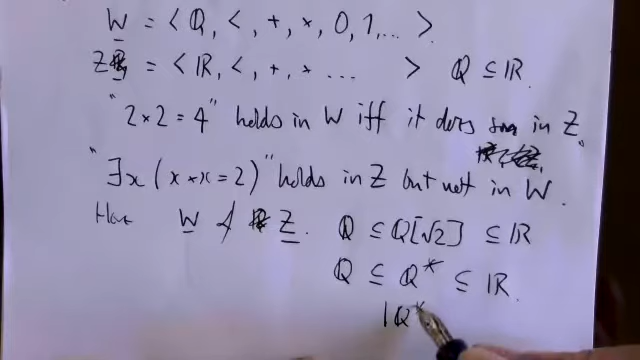 W = < Q, <, +, ×, 0, 1, ... >.
Z = < ℝ, <, +, × ... > Q ⊆ ℝ.
"2×2=4" holds in W iff it does in Z.
"∃x (x×x=2)" holds in Z but not in W.
W ⊀ Z. Q ⊆ Q[√2] ⊆ ℝ
Q ⊆ Q* ⊆ ℝ.
|Q*